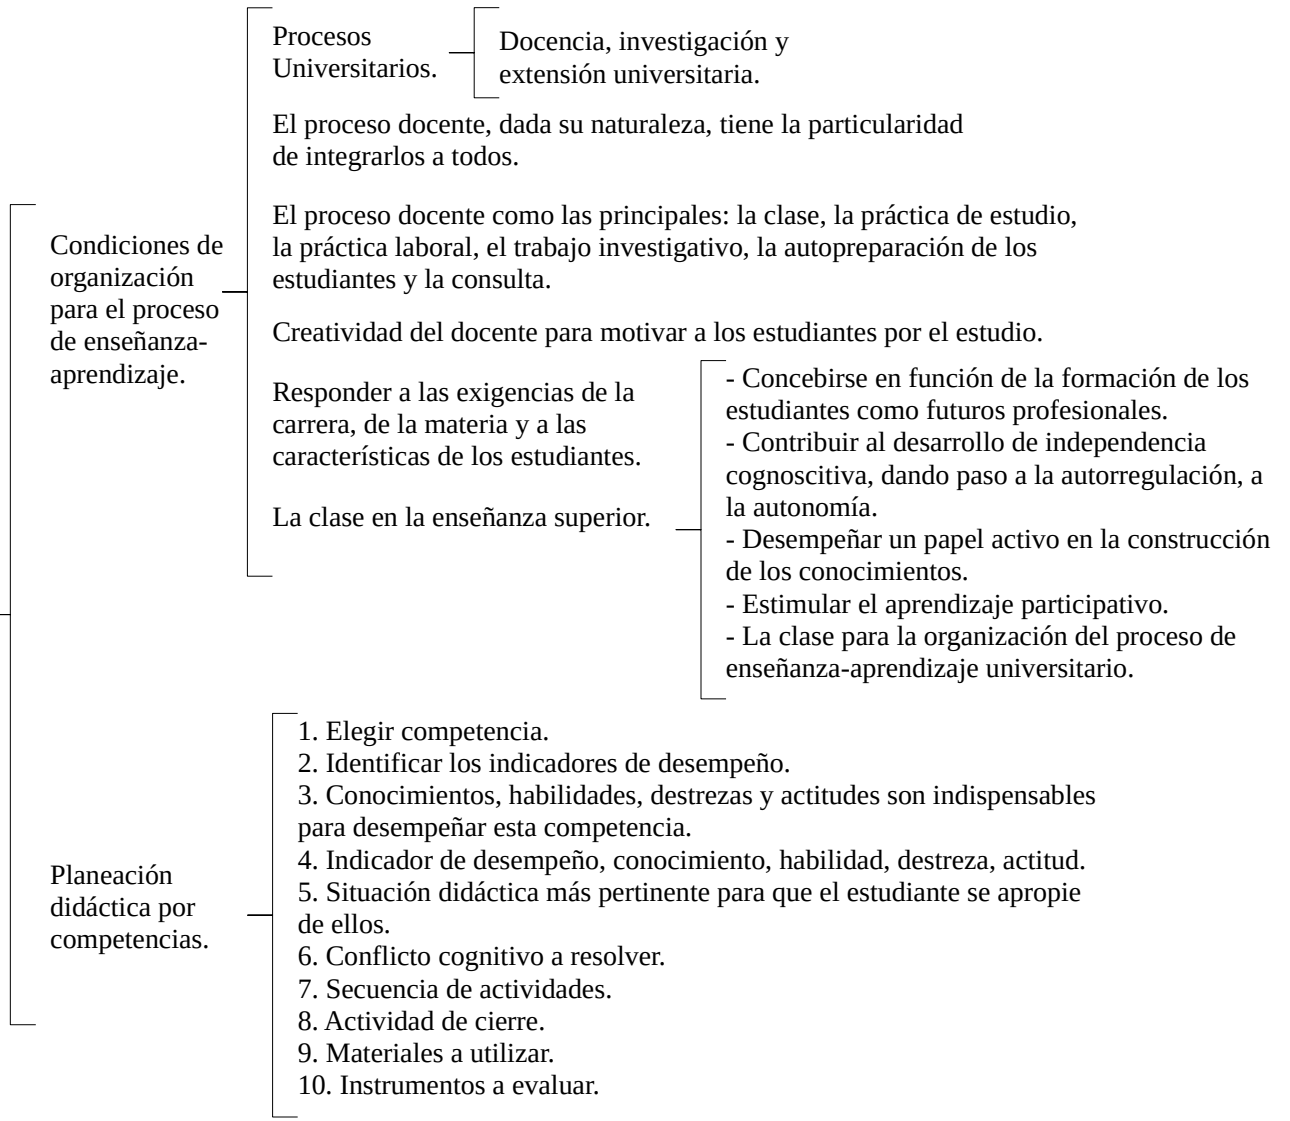 Procesos
Universitarios.
Docencia, investigación y
extensión universitaria.
El proceso docente, dada su naturaleza, tiene la particularidad
de integrarlos a todos.
El proceso docente como las principales: la clase, la práctica de estudio,
la práctica laboral, el trabajo investigativo, la autopreparación de los
estudiantes y la consulta.
Condiciones de
organización
para el proceso
de enseñanza-
aprendizaje.
Creatividad del docente para motivar a los estudiantes por el estudio.
Responder a las exigencias de la
carrera, de la materia y a las
características de los estudiantes.
La clase en la enseñanza superior.
- Concebirse en función de la formación de los
estudiantes como futuros profesionales.
- Contribuir al desarrollo de independencia
cognoscitiva, dando paso a la autorregulación, a
la autonomía.
- Desempeñar un papel activo en la construcción
de los conocimientos.
- Estimular el aprendizaje participativo.
- La clase para la organización del proceso de
enseñanza-aprendizaje universitario.
Planeación
didáctica por
competencias.
1. Elegir competencia.
2. Identificar los indicadores de desempeño.
3. Conocimientos, habilidades, destrezas y actitudes son indispensables
para desempeñar esta competencia.
4. Indicador de desempeño, conocimiento, habilidad, destreza, actitud.
5. Situación didáctica más pertinente para que el estudiante se apropie
de ellos.
6. Conflicto cognitivo a resolver.
7. Secuencia de actividades.
8. Actividad de cierre.
9. Materiales a utilizar.
10. Instrumentos a evaluar.